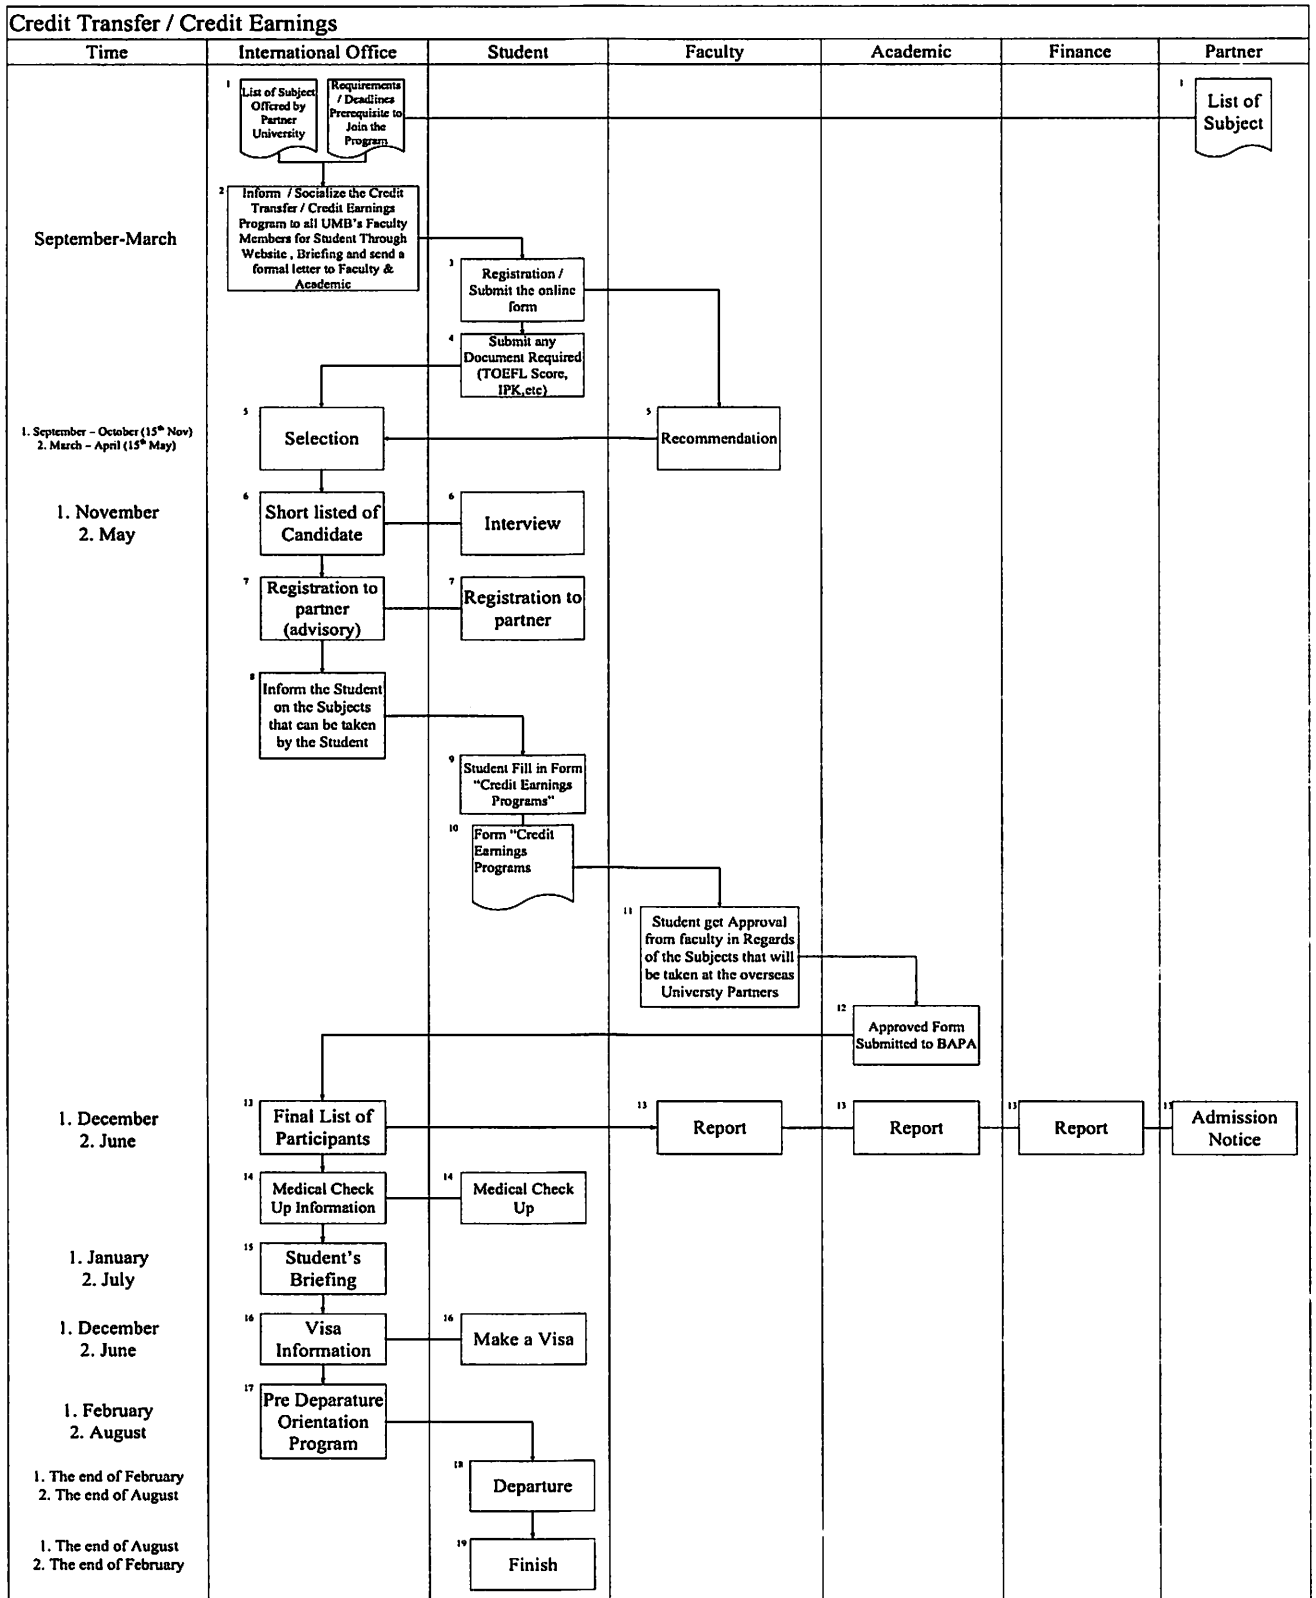 Credit Transfer / Credit Earnings
Time
International Office
Student
Faculty
Academic
Finance
Partner
1
List of Subject
Offered by
Partner
University
Requirements
/ Deadlines
Prerequisite to
Join the
Program
1
List of
Subject
September-March
2
Inform / Socialize the Credit
Transfer / Credit Earnings
Program to all UMB's Faculty
Members for Student Through
Website , Briefing and send a
formal letter to Faculty &
Academic
3
Registration /
Submit the online
form
4
Submit any
Document Required
(TOEFL Score,
IPK,etc)
1. September – October (15th Nov)
2. March – April (15th May)
5
Selection
5
Recommendation
1. November
2. May
6
Short listed of
Candidate
6
Interview
7
Registration to
partner
(advisory)
7
Registration to
partner
8
Inform the Student
on the Subjects
that can be taken
by the Student
9
Student Fill in Form
"Credit Earnings
Programs"
10
Form "Credit
Earnings
Programs
11
Student get Approval
from faculty in Regards
of the Subjects that will
be taken at the overseas
Universty Partners
12
Approved Form
Submitted to BAPA
1. December
2. June
13
Final List of
Participants
13
Report
13
Report
13
Report
13
Admission
Notice
14
Medical Check
Up Information
14
Medical Check
Up
1. January
2. July
15
Student's
Briefing
1. December
2. June
16
Visa
Information
16
Make a Visa
1. February
2. August
17
Pre Deparature
Orientation
Program
1. The end of February
2. The end of August
18
Departure
1. The end of August
2. The end of February
19
Finish